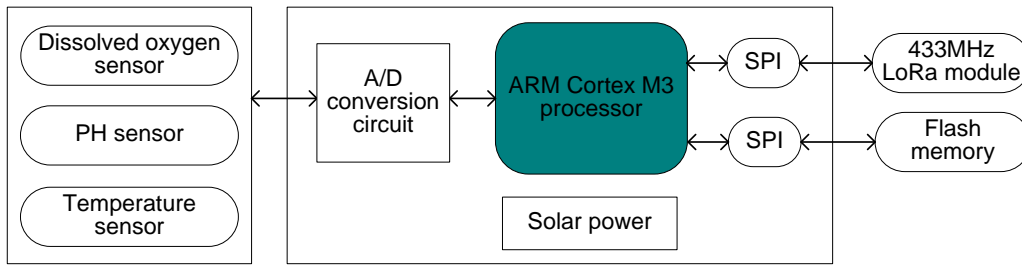 Dissolved oxygen
sensor
PH sensor
Temperature
sensor
A/D
conversion
circuit
ARM Cortex M3
processor
SPI
SPI
Solar power
433MHz
LoRa module
Flash
memory